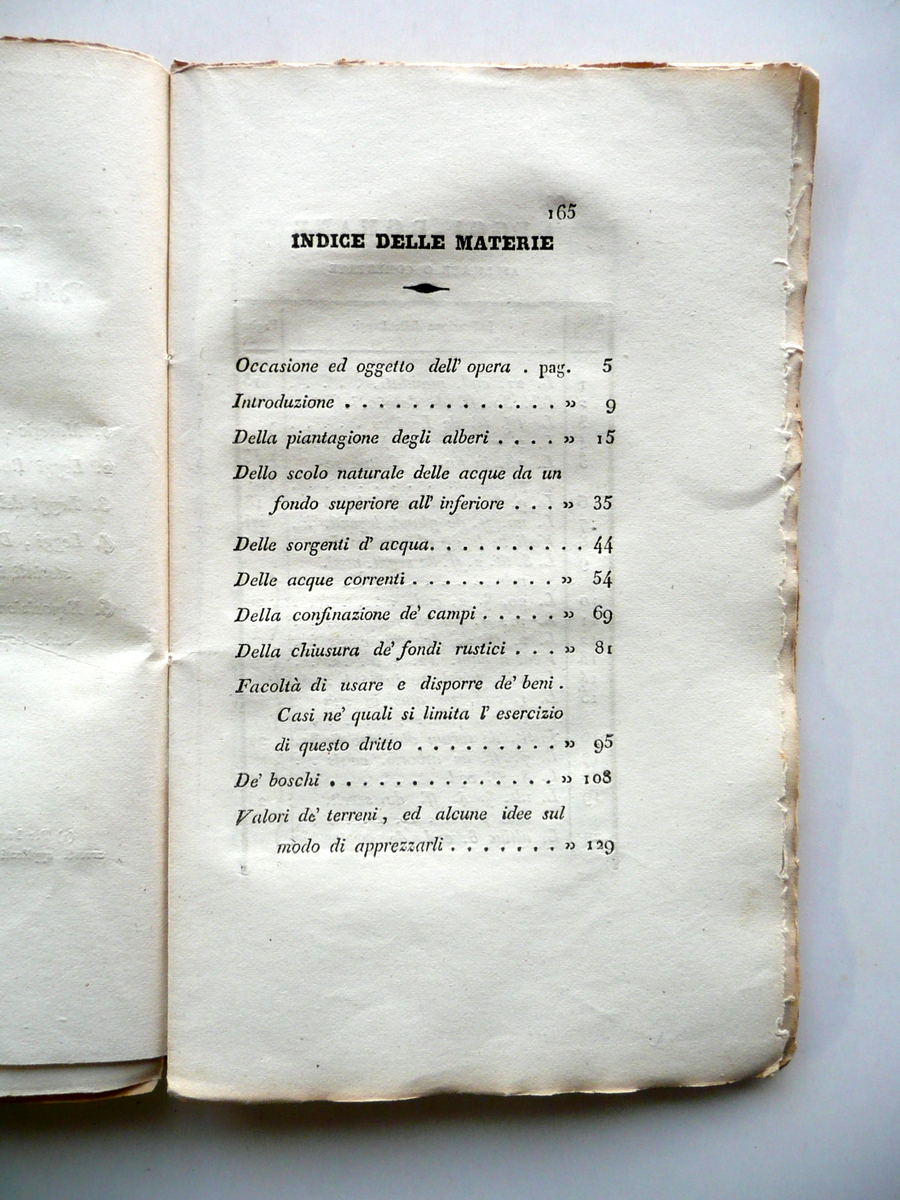 165
INDICE DELLE MATERIE
Occasione ed oggetto dell' opera . pag. 5
Introduzione . . . . . . . . . . . . . » 9
Della piantagione degli alberi . . . . » 15
Dello scolo naturale delle acque da un
fondo superiore all' inferiore . . . » 35
Delle sorgenti d' acqua. . . . . . . . . . 44
Delle acque correnti . . . . . . . . . » 54
Della confinazione de' campi . . . . . » 69
Della chiusura de' fondi rustici . . . » 81
Facoltà di usare e disporre de' beni .
Casi ne' quali si limita l' esercizio
di questo dritto . . . . . . . . . » 95
De' boschi . . . . . . . . . . . . . . » 108
Valori de' terreni, ed alcune idee sul
modo di apprezzarli . . . . . . . » 129